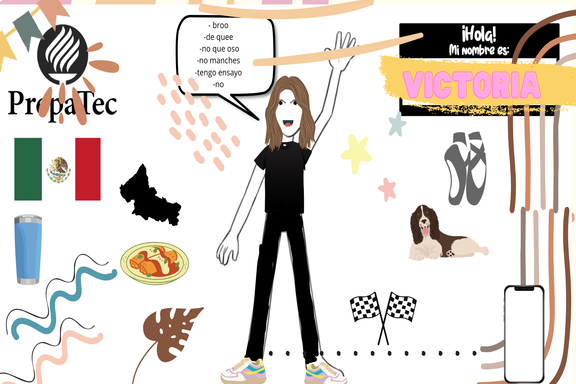 - broo
-de quee
-no que oso
-no manches
-tengo ensayo
-no
¡Hola!
Mi nombre es:
VICTORIA
PrepaTec